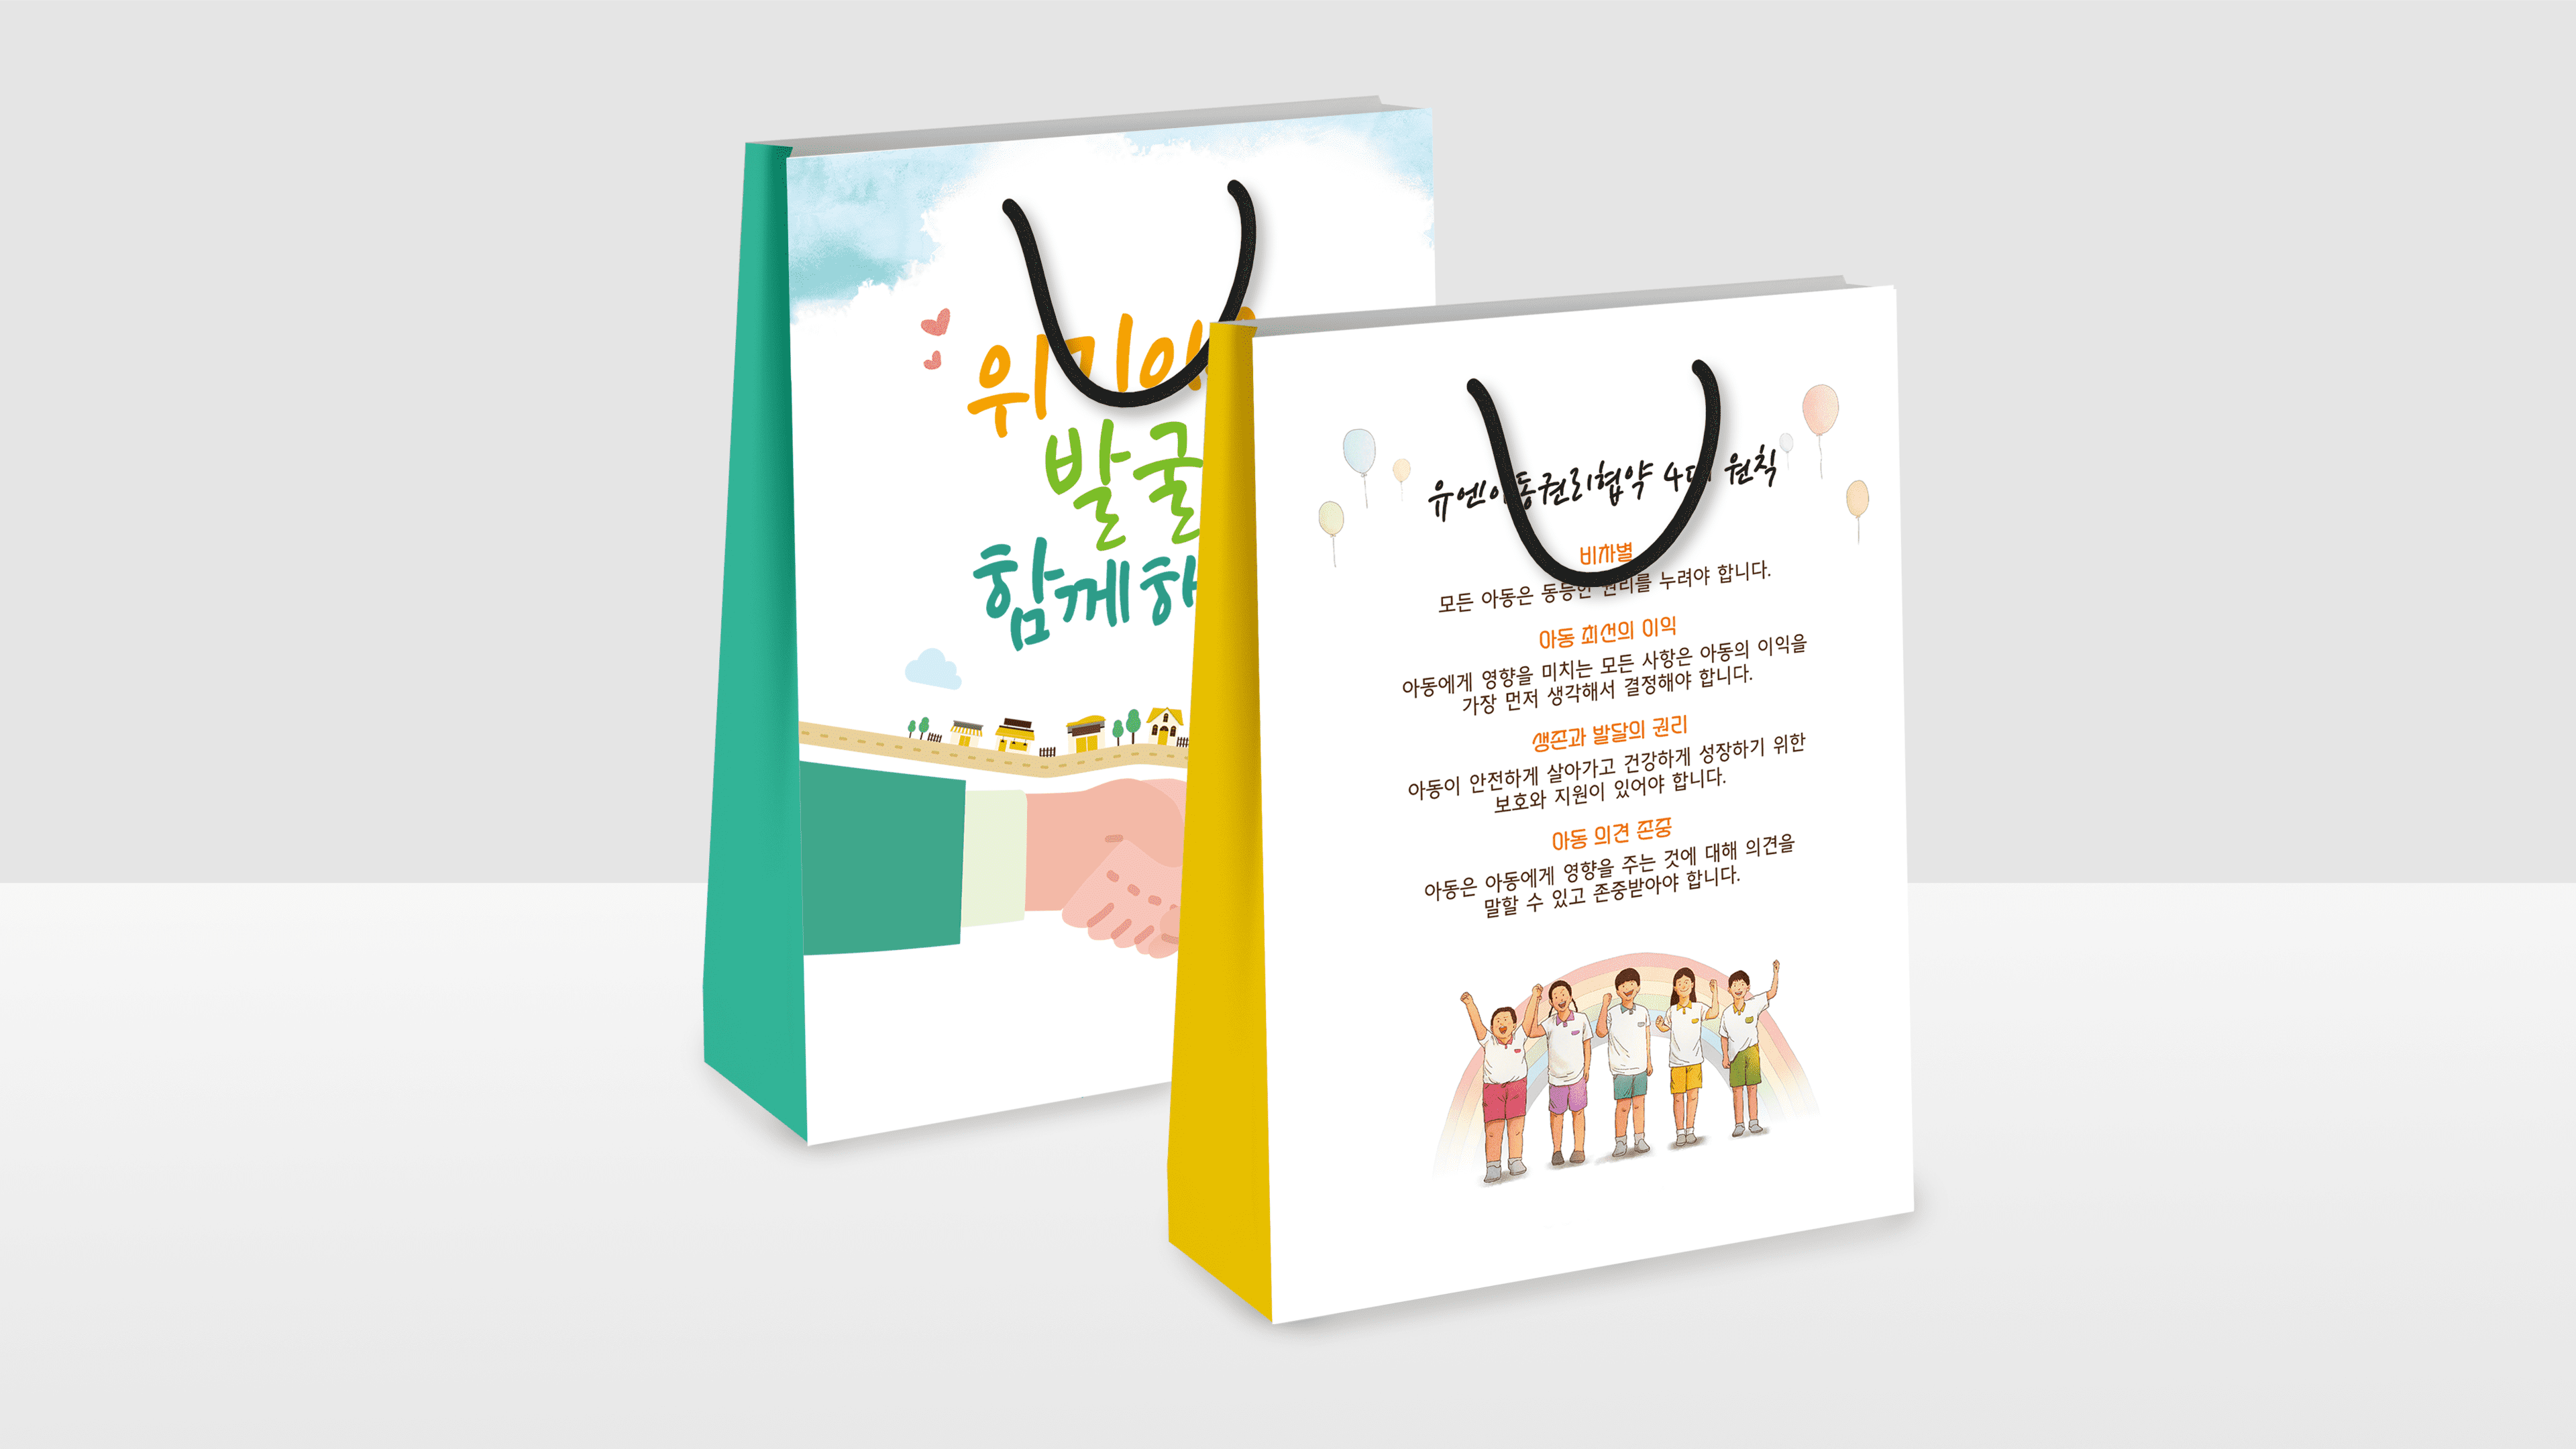 발굴
함께
유엔아동권리협약 4대 원칙
비차별
모든 아동은 동등한 권리를 누려야 합니다.
아동 최선의 이익
아동에게 영향을 미치는 모든 사항은 아동의 이익을
가장 먼저 생각해서 결정해야 합니다.
생존과 발달의 권리
아동이 안전하게 살아가고 건강하게 성장하기 위한
보호와 지원이 있어야 합니다.
아동 의견 존중
아동은 아동에게 영향을 주는 것에 대해 의견을
말할 수 있고 존중받아야 합니다.